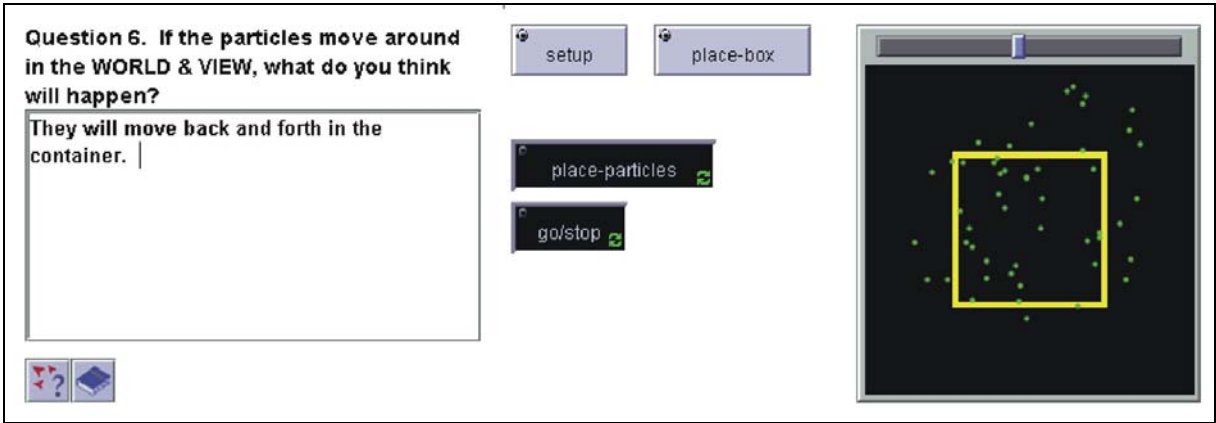 Question 6. If the particles move around
in the WORLD & VIEW, what do you think
will happen?
They will move back and forth in the
container.
setup
place-box
place-particles
go/stop
?